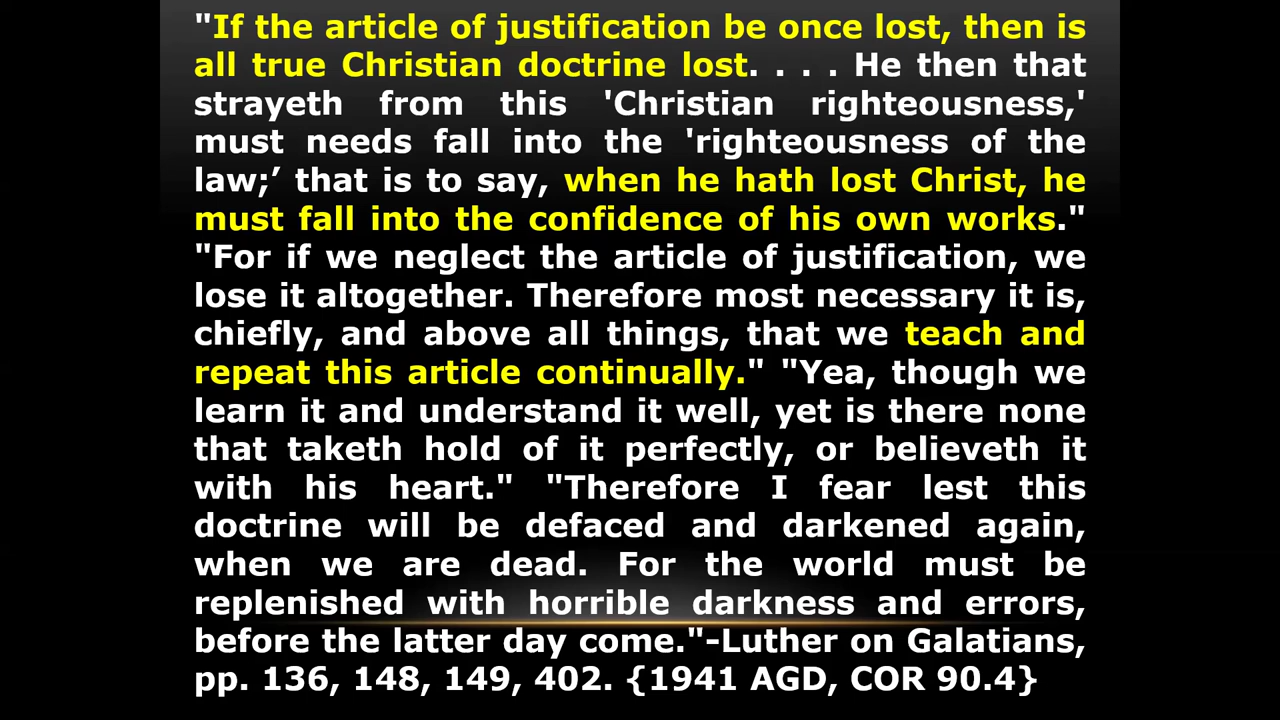 "If the article of justification be once lost, then is
all true Christian doctrine lost. . . . He then that
strayeth from this 'Christian righteousness,'
must needs fall into the 'righteousness of the
law;’ that is to say, when he hath lost Christ, he
must fall into the confidence of his own works."
"For if we neglect the article of justification, we
lose it altogether. Therefore most necessary it is,
chiefly, and above all things, that we teach and
repeat this article continually." "Yea, though we
learn it and understand it well, yet is there none
that taketh hold of it perfectly, or believeth it
with his heart." "Therefore I fear lest this
doctrine will be defaced and darkened again,
when we are dead. For the world must be
replenished with horrible darkness and errors,
before the latter day come."-Luther on Galatians,
pp. 136, 148, 149, 402. {1941 AGD, COR 90.4}